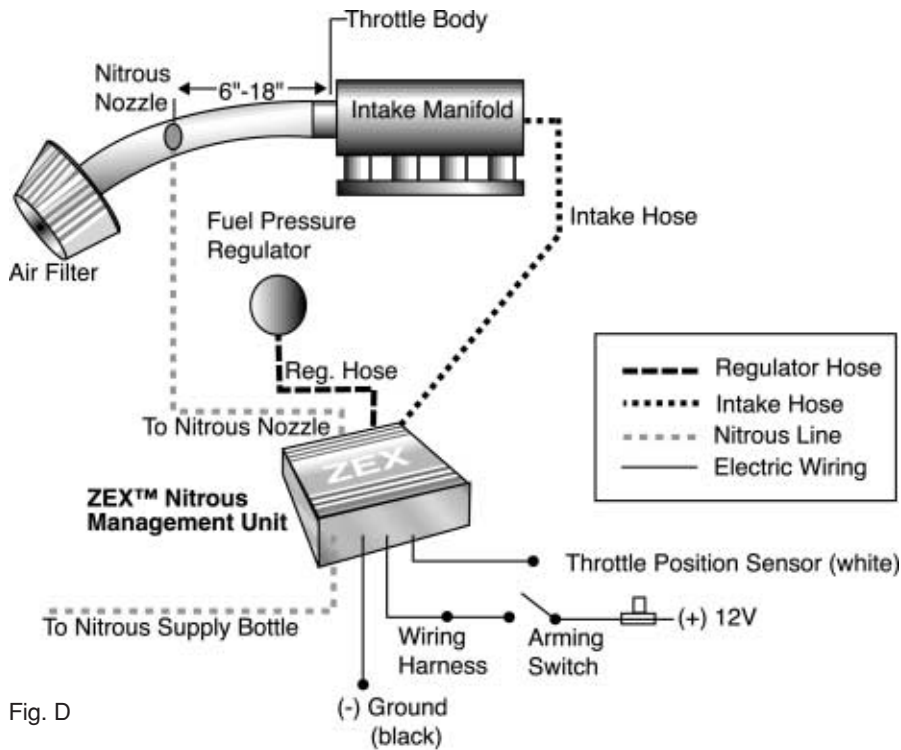 Throttle Body
Nitrous
Nozzle
6"-18"
Intake Manifold
Intake Hose
Air Filter
Fuel Pressure
Regulator
Reg. Hose
To Nitrous Nozzle
ZEX
ZEX™ Nitrous
Management Unit
Regulator Hose
Intake Hose
Nitrous Line
Electric Wiring
Throttle Position Sensor (white)
To Nitrous Supply Bottle
Wiring
Harness
Arming
Switch
(+) 12V
(-) Ground
(black)
Fig. D